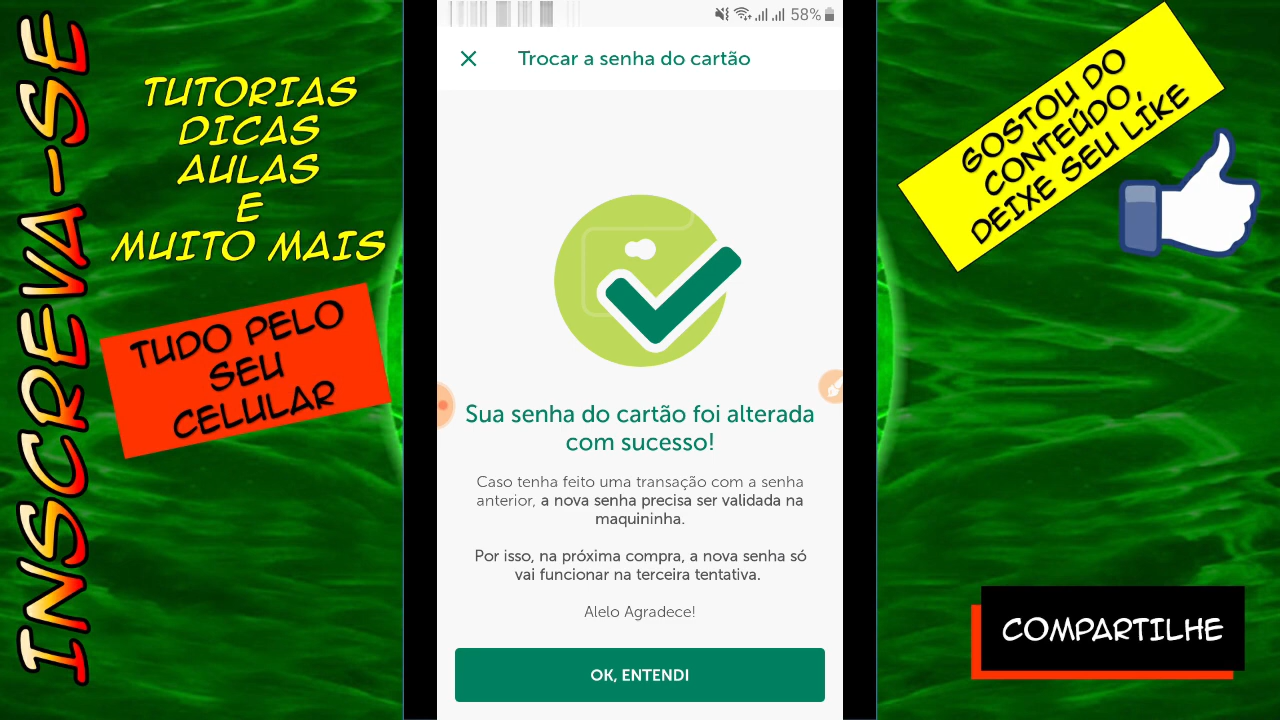 INSCREVA-SE
TUTORIAS
DICAS
AULAS
E
MUITO MAIS
TUDO PELO
SEU
CELULAR
58%
Trocar a senha do cartão
Sua senha do cartão foi alterada
com sucesso!
Caso tenha feito uma transação com a senha
anterior, a nova senha precisa ser validada na
maquininha.
Por isso, na próxima compra, a nova senha só
vai funcionar na terceira tentativa.
Alelo Agradece!
OK, ENTENDI
GOSTOU DO
CONTEÚDO,
DEIXE SEU LIKE
COMPARTILHE